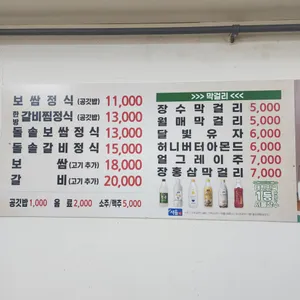 보 쌈 정 식 (공깃밥) 11,000
한방 갈비찜정식 (공깃밥) 13,000
돌솥보쌈정식 13,000
돌솥갈비정식 15,000
보 쌈 (고기 추가) 18,000
갈 비 (고기 추가) 20,000
공깃밥 1,000 음 료 2,000 소주/맥주 5,000
>>> 막걸리 <<<
장수막걸리 5,000
월매막걸리 5,000
달빛유자 6,000
허니버터아몬드 6,000
얼그레이주 7,000
장홍삼막걸리 7,000
서울